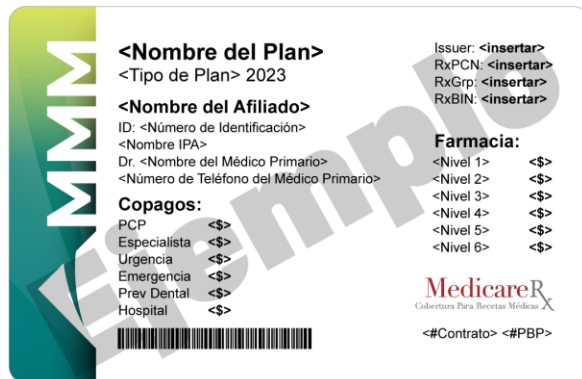 MMM
<Nombre del Plan>
<Tipo de Plan> 2023
<Nombre del Afiliado>
ID: <Número de Identificación>
<Nombre IPA>
Dr. <Nombre del Médico Primario>
<Número de Teléfono del Médico Primario>
Copagos:
PCP <$>
Especialista <$>
Urgencia <$>
Emergencia <$>
Prev Dental <$>
Hospital <$>
Issuer: <insertar>
RxPCN: <insertar>
RxGrp: <insertar>
RxBIN: <insertar>
Farmacia:
<Nivel 1> <$>
<Nivel 2> <$>
<Nivel 3> <$>
<Nivel 4> <$>
<Nivel 5> <$>
<Nivel 6> <$>
MedicareRx
Cobertura Para Recetas Médicas
<#Contrato> <#PBP>
Ejemplo